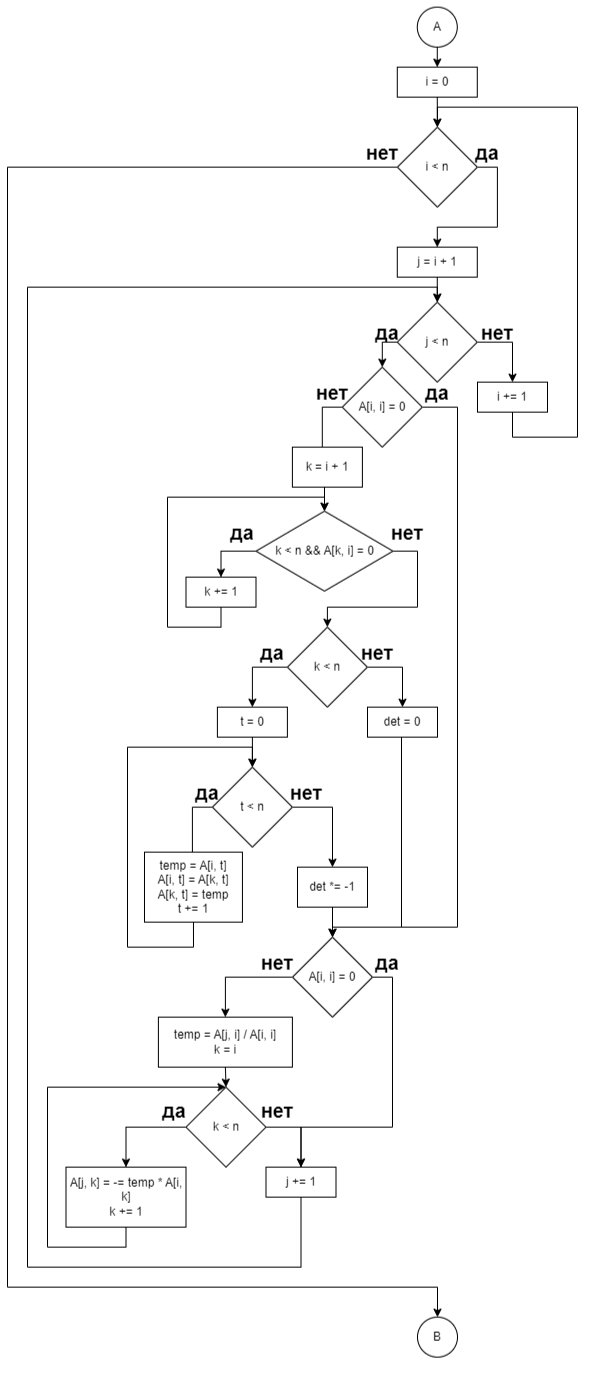 A
i = 0
нет
да
i < n
j = i + 1
да
нет
j < n
i += 1
нет
да
A[i, i] = 0
k = i + 1
да
нет
k < n && A[k, i] = 0
k += 1
да
нет
k < n
t = 0
det = 0
да
нет
t < n
temp = A[i, t]
A[i, t] = A[k, t]
A[k, t] = temp
t += 1
det *= -1
нет
да
A[i, i] = 0
temp = A[j, i] / A[i, i]
k = i
да
нет
k < n
A[j, k] = -= temp * A[i,
k]
k += 1
j += 1
B